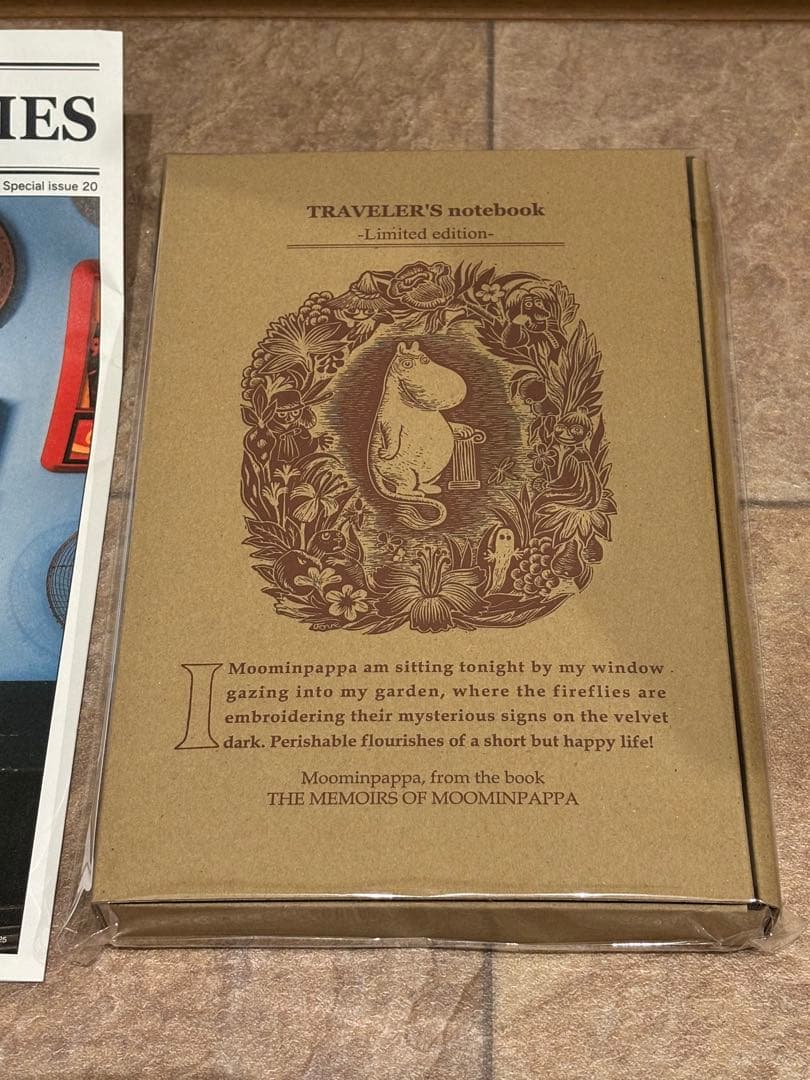 IES
Special issue 20
TRAVELER'S notebook
-Limited edition-
I Moominpappa am sitting tonight by my window
gazing into my garden, where the fireflies are
embroidering their mysterious signs on the velvet
dark. Perishable flourishes of a short but happy life!
Moominpappa, from the book
THE MEMOIRS OF MOOMINPAPPA